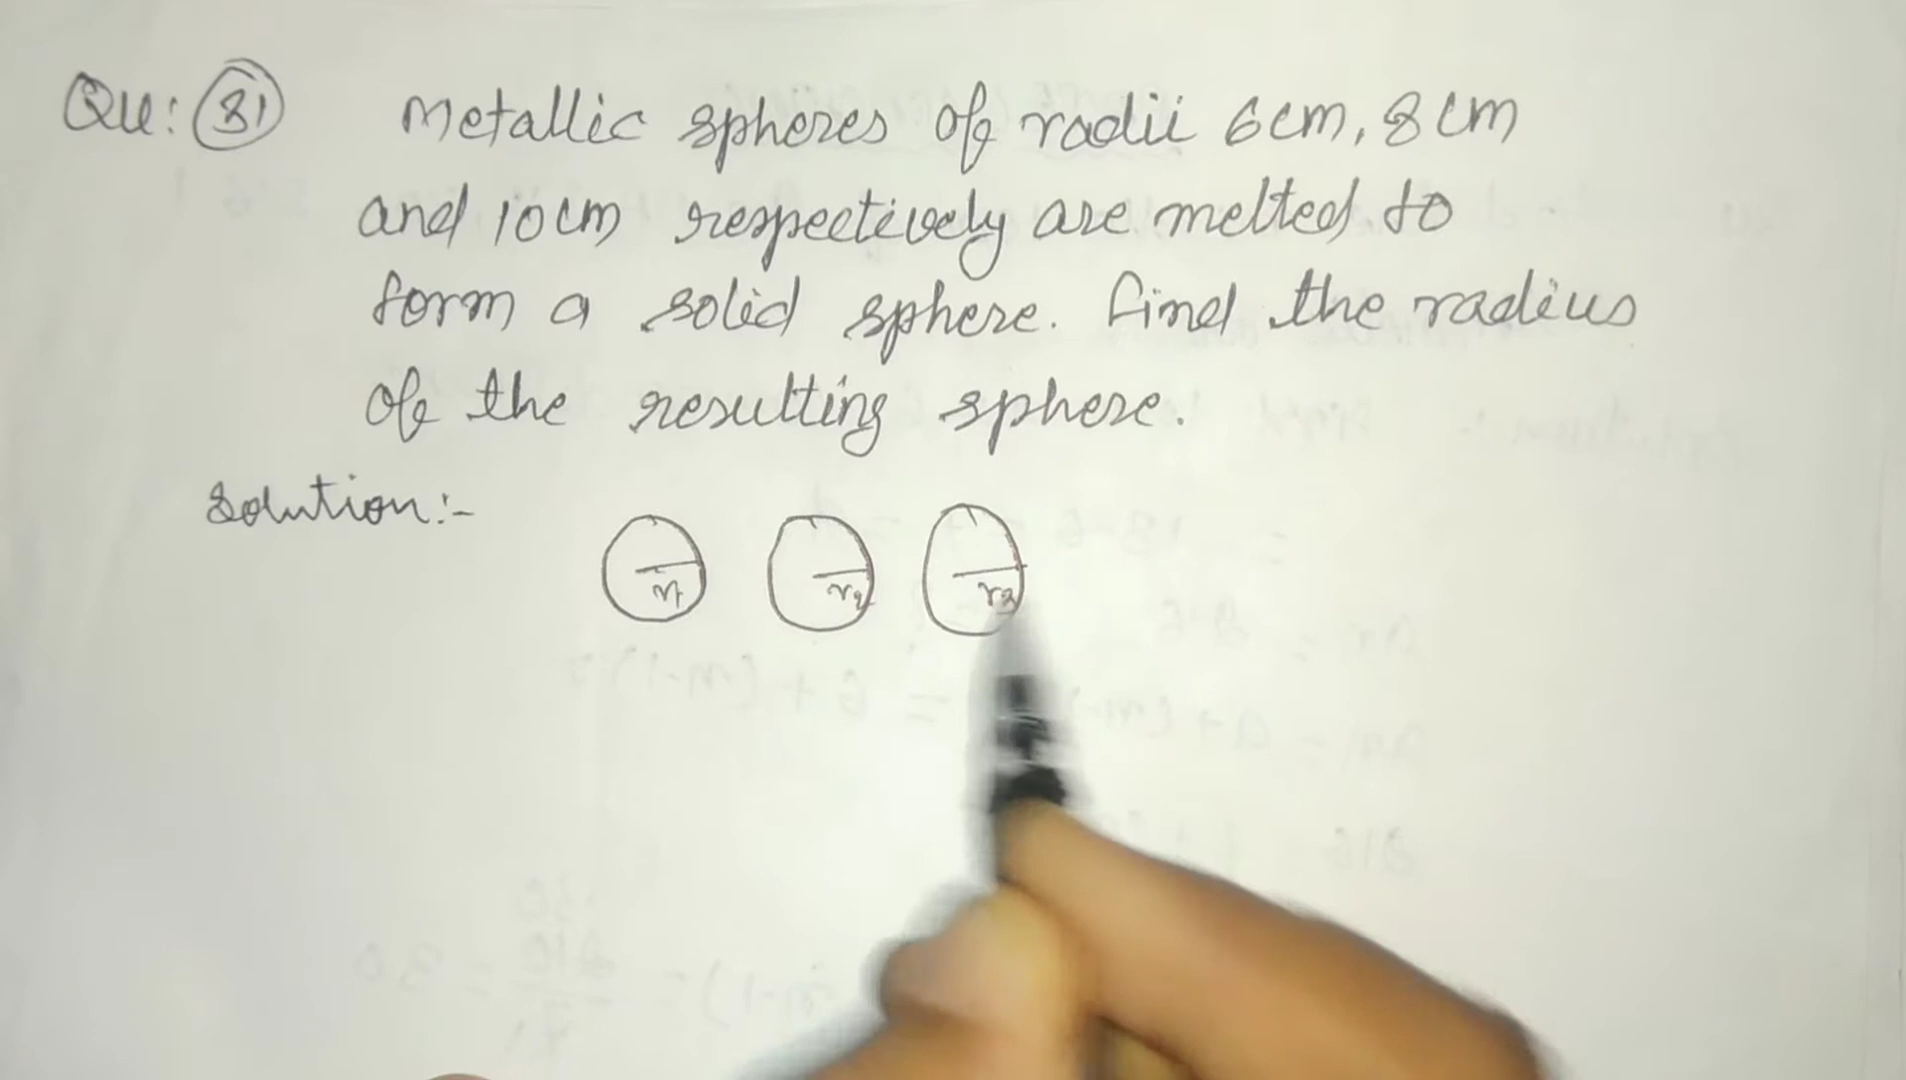 Qu: 31 Metallic spheres of radii 6cm, 8cm
and 10cm respectively are melted to
form a solid sphere. Find the radius
of the resulting sphere.
Solution:-
r1 r2 r3